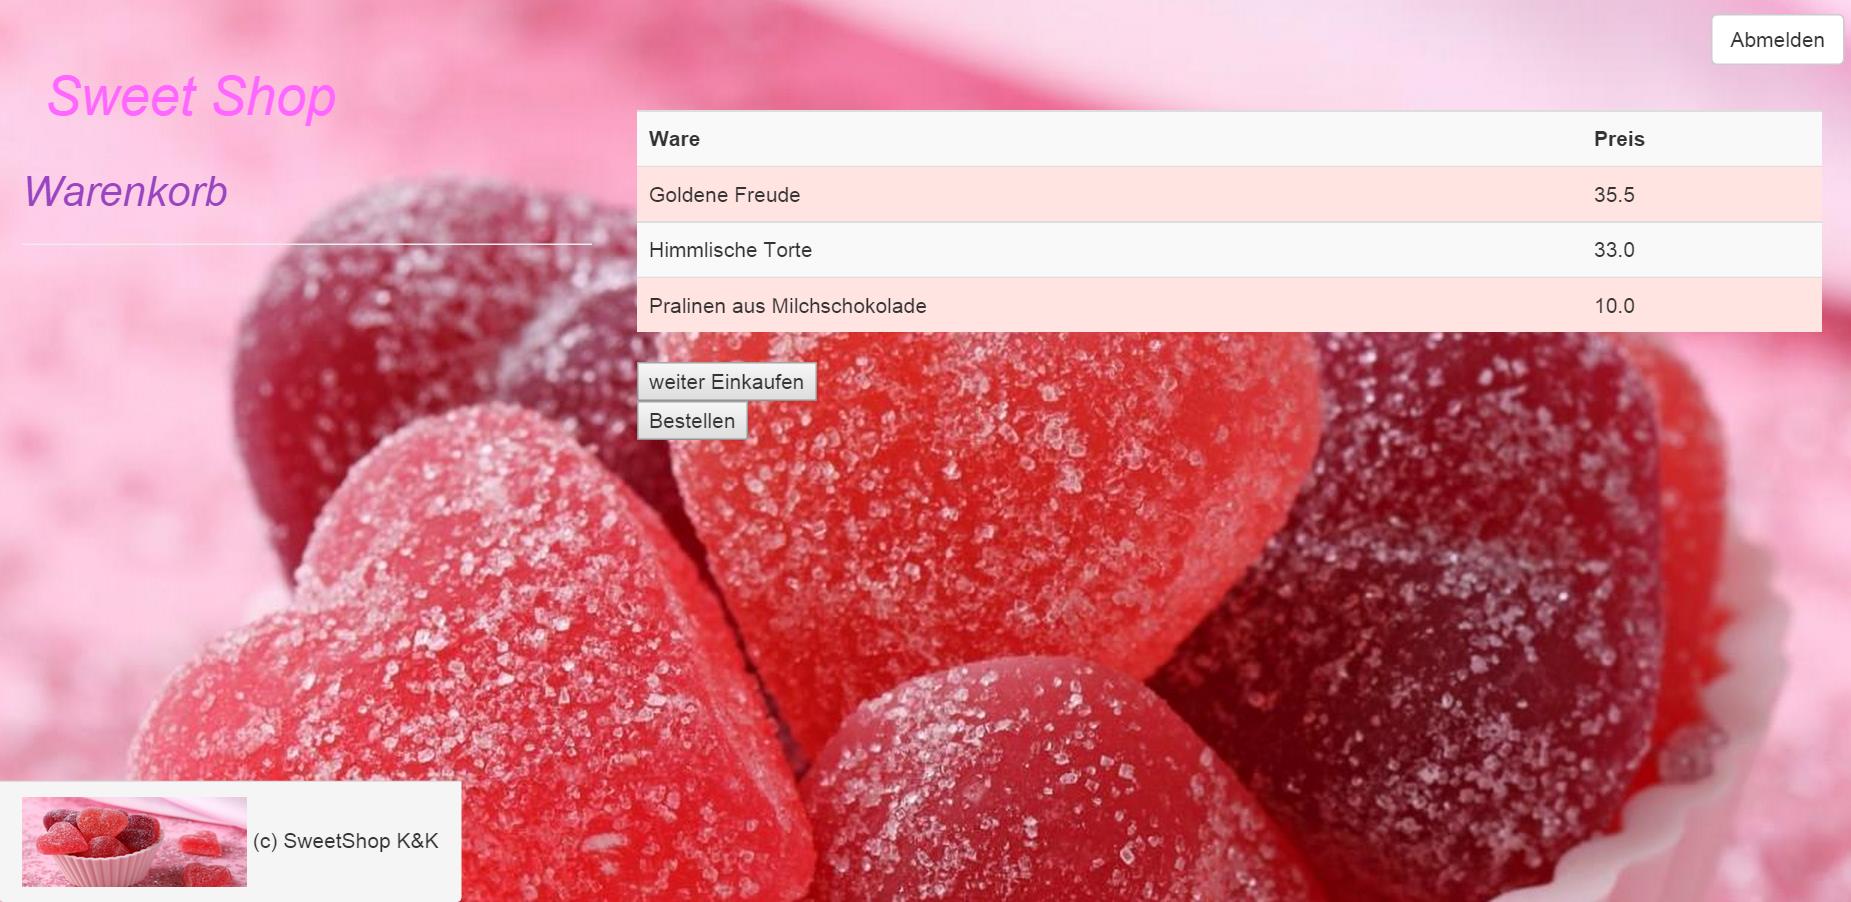 Abmelden
Sweet Shop
Warenkorb
Ware Preis
Goldene Freude 35.5
Himmlische Torte 33.0
Pralinen aus Milchschokolade 10.0
weiter Einkaufen
Bestellen
(c) SweetShop K&K